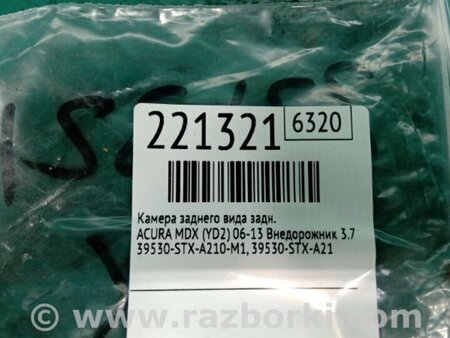 221321
6320
Камера заднего вида задн.
ACURA MDX (YD2) 06-13 Внедорожник 3.7
39530-STX-A210-M1, 39530-STX-A21
© www.razborki.com